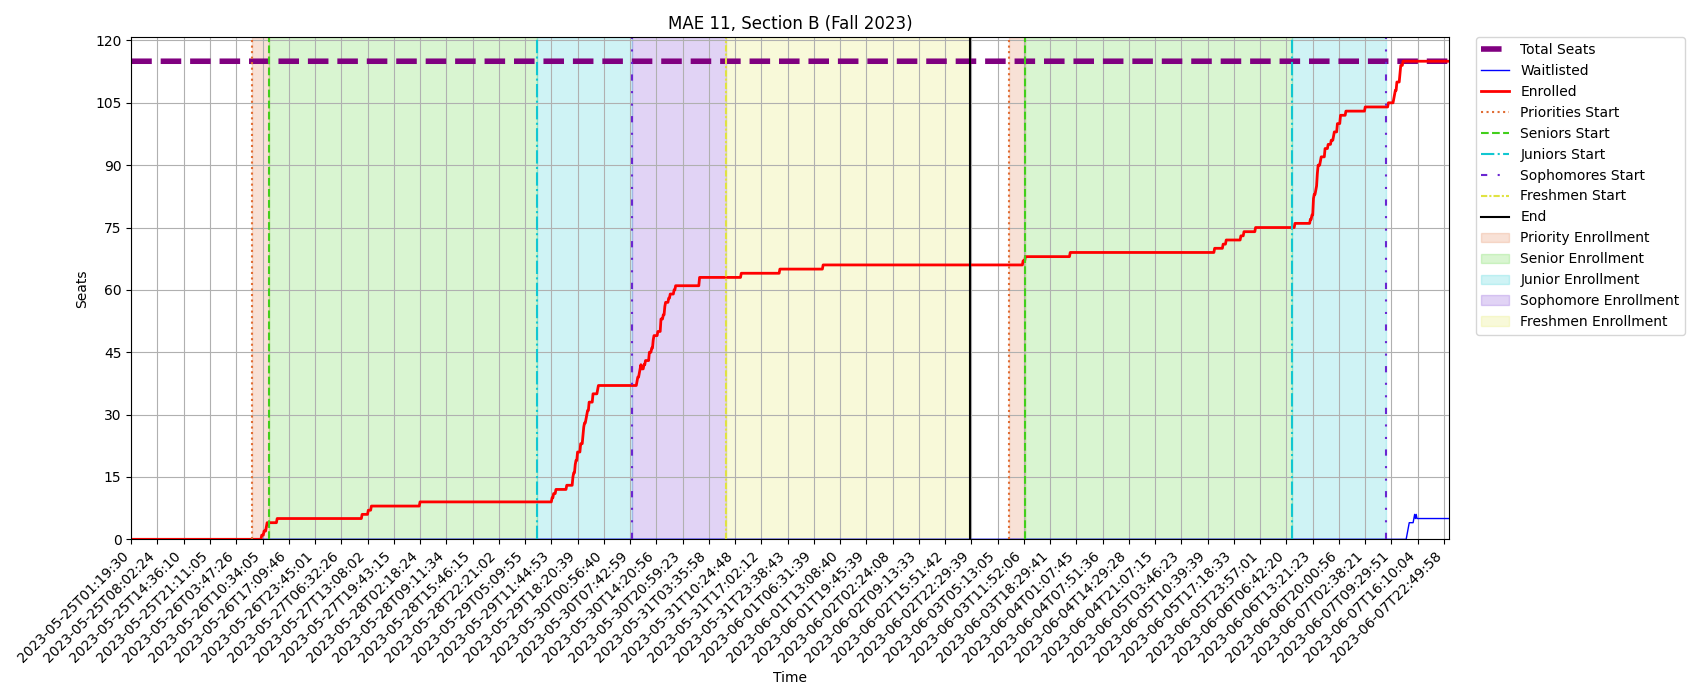 MAE 11, Section B (Fall 2023)
Seats
120
105
90
75
60
45
30
15
0
2023-05-25T01:19:30
2023-05-25T08:02:24
2023-05-25T14:36:10
2023-05-25T21:11:05
2023-05-26T03:47:26
2023-05-26T10:34:05
2023-05-26T17:09:46
2023-05-26T23:45:01
2023-05-27T06:32:26
2023-05-27T13:08:02
2023-05-27T19:43:15
2023-05-28T02:18:24
2023-05-28T09:11:34
2023-05-28T15:46:15
2023-05-28T22:21:02
2023-05-29T05:09:55
2023-05-29T11:44:53
2023-05-29T18:20:39
2023-05-30T00:56:40
2023-05-30T07:42:59
2023-05-30T14:20:56
2023-05-30T20:59:23
2023-05-31T03:35:58
2023-05-31T10:24:48
2023-05-31T17:02:12
2023-05-31T23:38:43
2023-06-01T06:31:39
2023-06-01T13:08:40
2023-06-01T19:45:39
2023-06-02T02:24:08
2023-06-02T09:13:33
2023-06-02T15:51:42
2023-06-02T22:29:39
2023-06-03T05:13:05
2023-06-03T11:52:06
2023-06-03T18:29:41
2023-06-04T01:07:45
2023-06-04T07:51:36
2023-06-04T14:29:28
2023-06-04T21:07:15
2023-06-05T03:46:23
2023-06-05T10:39:39
2023-06-05T17:18:33
2023-06-05T23:57:01
2023-06-06T06:42:20
2023-06-06T13:21:23
2023-06-06T20:00:56
2023-06-07T02:38:21
2023-06-07T09:29:51
2023-06-07T16:10:04
2023-06-07T22:49:58
Time
Total Seats
Waitlisted
Enrolled
Priorities Start
Seniors Start
Juniors Start
Sophomores Start
Freshmen Start
End
Priority Enrollment
Senior Enrollment
Junior Enrollment
Sophomore Enrollment
Freshmen Enrollment